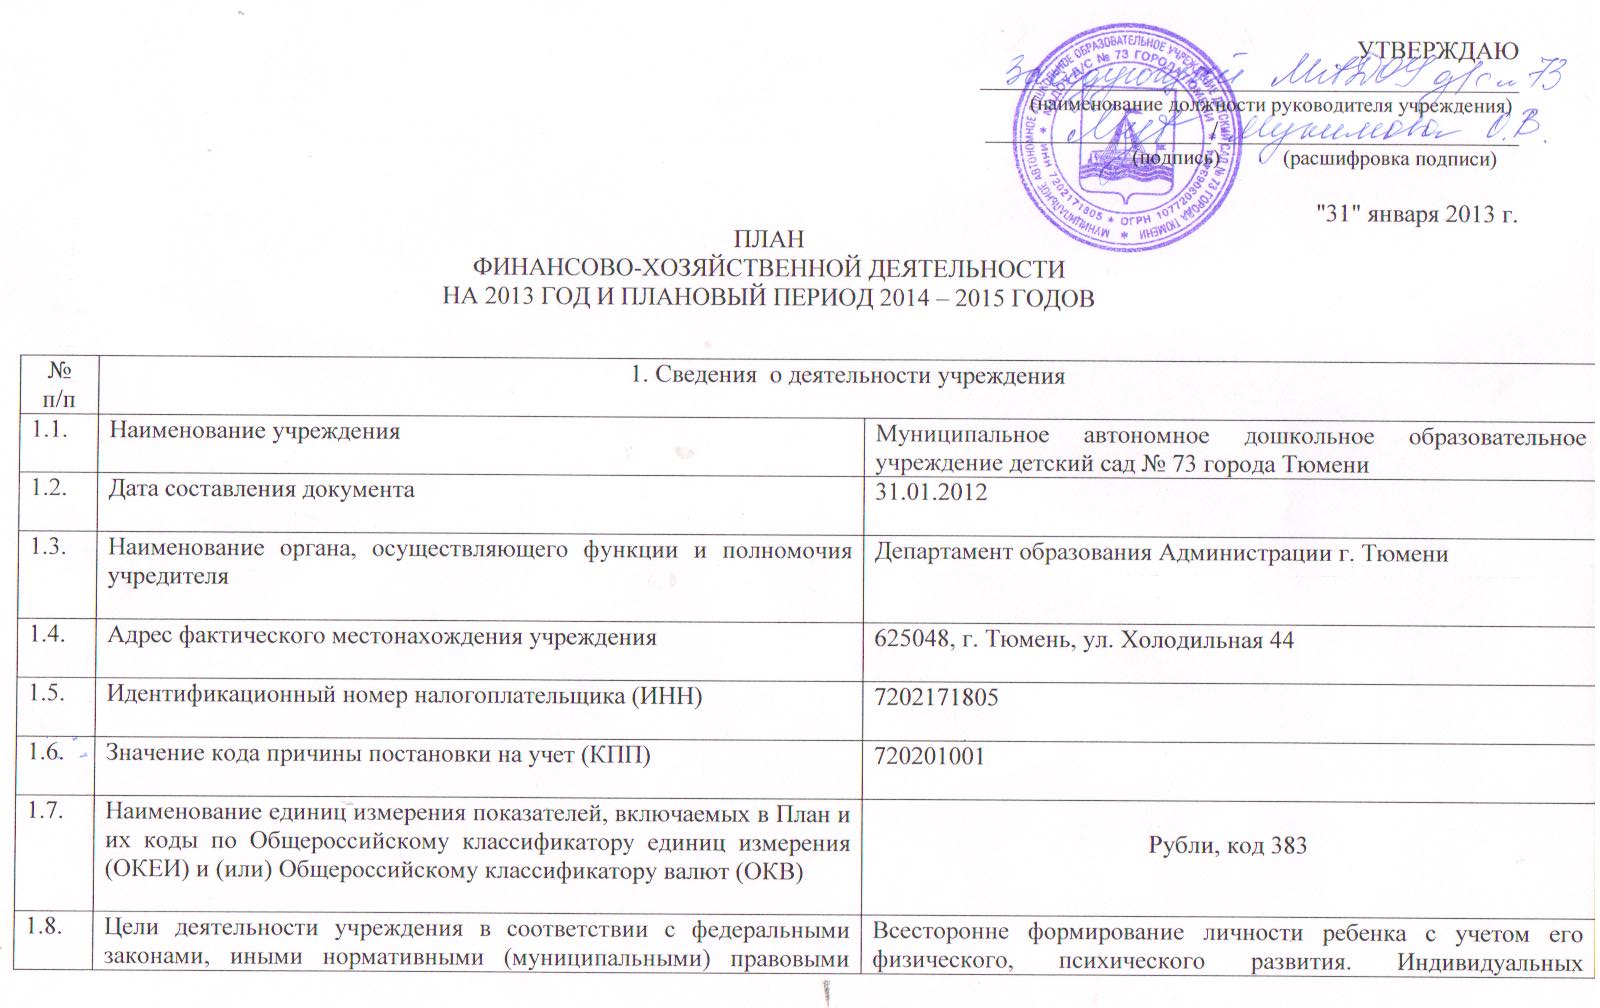 УТВЕРЖДАЮ
Заведующий МАДОУ д/с № 73
(наименование должности руководителя учреждения)
/ О.В.
(подпись) (расшифровка подписи)
"31" января 2013 г.
МУНИЦИПАЛЬНОЕ АВТОНОМНОЕ ДОШКОЛЬНОЕ ОБРАЗОВАТЕЛЬНОЕ УЧРЕЖДЕНИЕ ДЕТСКИЙ САД № 73 ГОРОДА ТЮМЕНИ *
* МАДОУ Д/С № 73 ГОРОДА ТЮМЕНИ *
ИНН 7202171805 * ОГРН
ПЛАН
ФИНАНСОВО-ХОЗЯЙСТВЕННОЙ ДЕЯТЕЛЬНОСТИ
НА 2013 ГОД И ПЛАНОВЫЙ ПЕРИОД 2014 – 2015 ГОДОВ
№
п/п
1. Сведения о деятельности учреждения
1.1. Наименование учреждения
Муниципальное автономное дошкольное образовательное
учреждение детский сад № 73 города Тюмени
1.2. Дата составления документа
31.01.2012
1.3. Наименование органа, осуществляющего функции и полномочия
учредителя
Департамент образования Администрации г. Тюмени
1.4. Адрес фактического местонахождения учреждения
625048, г. Тюмень, ул. Холодильная 44
1.5. Идентификационный номер налогоплательщика (ИНН)
7202171805
1.6. Значение кода причины постановки на учет (КПП)
720201001
1.7. Наименование единиц измерения показателей, включаемых в План и
их коды по Общероссийскому классификатору единиц измерения
(ОКЕИ) и (или) Общероссийскому классификатору валют (ОКВ)
Рубли, код 383
1.8. Цели деятельности учреждения в соответствии с федеральными
законами, иными нормативными (муниципальными) правовыми
Всесторонне формирование личности ребенка с учетом его
физического, психического развития. Индивидуальных